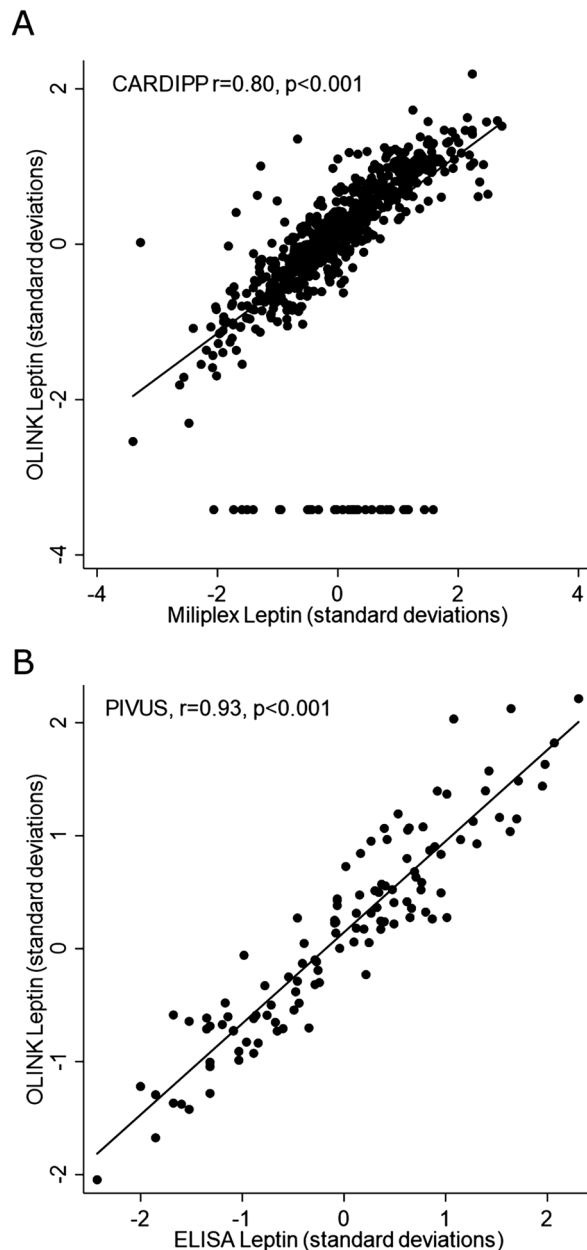 A
CARDIPP r=0.80, p<0.001
OLINK Leptin (standard deviations)
2
0
-2
-4
-4 -2 0 2 4
Miliplex Leptin (standard deviations)
B
PIVUS, r=0.93, p<0.001
OLINK Leptin (standard deviations)
2
1
0
-1
-2
-2 -1 0 1 2
ELISA Leptin (standard deviations)